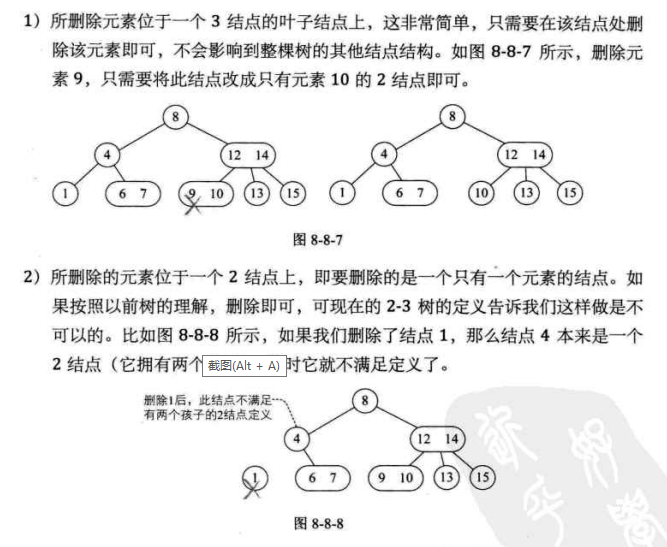 1）所删除元素位于一个 3 结点的叶子结点上，这非常简单，只需要在该结点处删
除该元素即可，不会影响到整棵树的其他结点结构。如图 8-8-7 所示，删除元
素 9，只需要将此结点改成只有元素 10 的 2 结点即可。
8 8
4 12 14 4 12 14
1 6 7 9 10 13 15 1 6 7 10 13 15
图 8-8-7
2）所删除的元素位于一个 2 结点上，即要删除的是一个只有一个元素的结点。如
果按照以前树的理解，删除即可，可现在的 2-3 树的定义告诉我们这样做是不
可以的。比如图 8-8-8 所示，如果我们删除了结点 1，那么结点 4 本来是一个
2 结点（它拥有两个 截图(Alt + A) 时它就不满足定义了。
删除1后，此结点不满足
有两个孩子的2结点定义
8
4 12 14
1 6 7 9 10 13 15
图 8-8-8